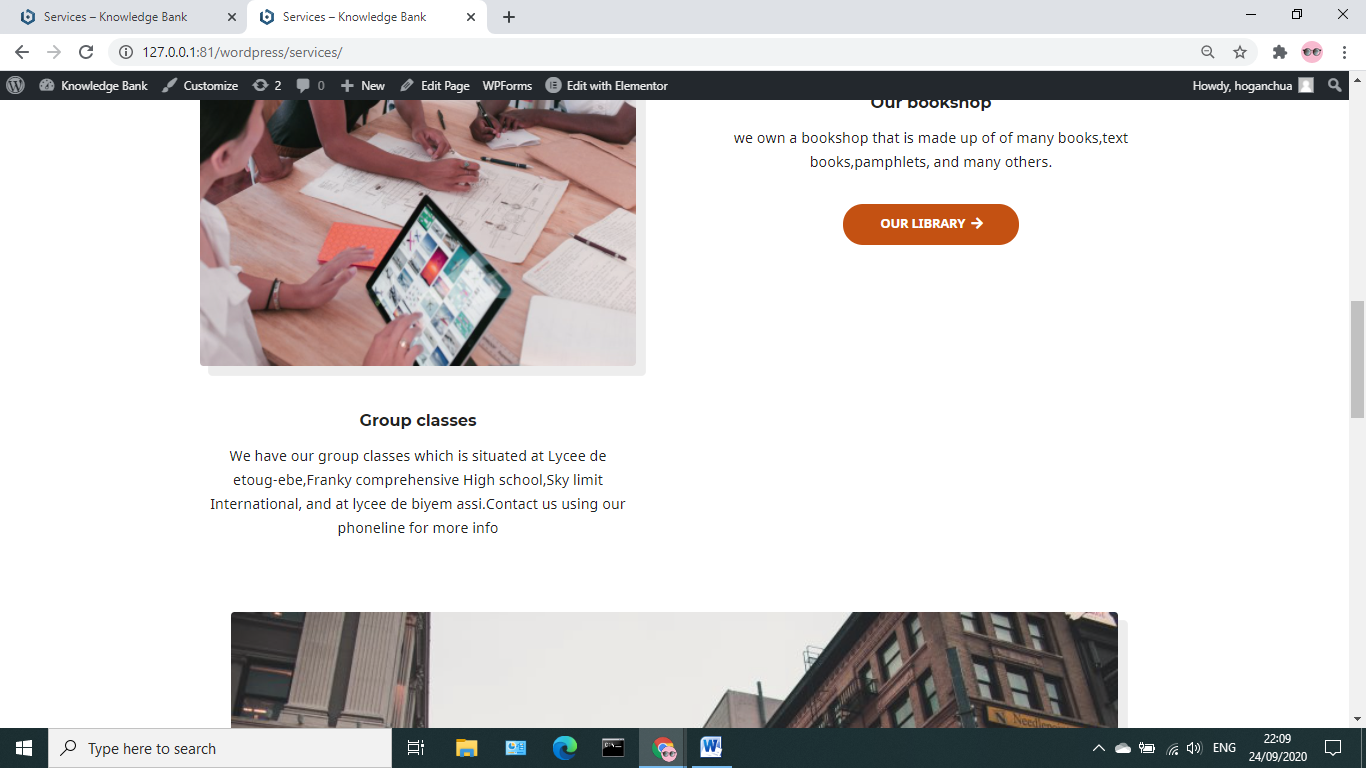 Services – Knowledge Bank
Services – Knowledge Bank
127.0.0.1:81/wordpress/services/
Knowledge Bank Customize 2 0 New Edit Page WPForms Edit with Elementor Howdy, hoganchua
Our bookshop
we own a bookshop that is made up of of many books,text
books,pamphlets, and many others.
OUR LIBRARY →
Group classes
We have our group classes which is situated at Lycee de
etoug-ebe,Franky comprehensive High school,Sky limit
International, and at lycee de biyem assi.Contact us using our
phoneline for more info
Type here to search
ENG
22:09
24/09/2020